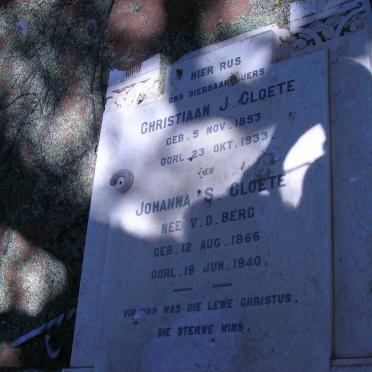 HIER RUS
ONS DIERBARE OUERS
CHRISTIAAN J. CLOETE
GEB. 5 NOV. 1853
OORL. 23 OKT. 1933.
EN
JOHANNA S. CLOETE
NEE V. D. BERG
GEB. 12 AUG. 1866
OORL. 19 JUN. 1940.
VIR ONS WAS DIE LEWE CHRISTUS.
DIE STERWE WINS.